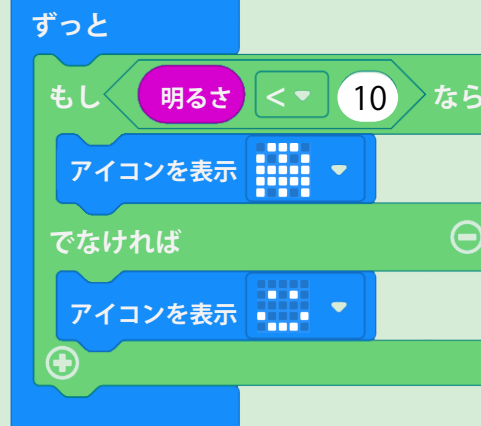 ずっと
もし 明るさ < 10 なら
アイコンを表示
でなければ
アイコンを表示